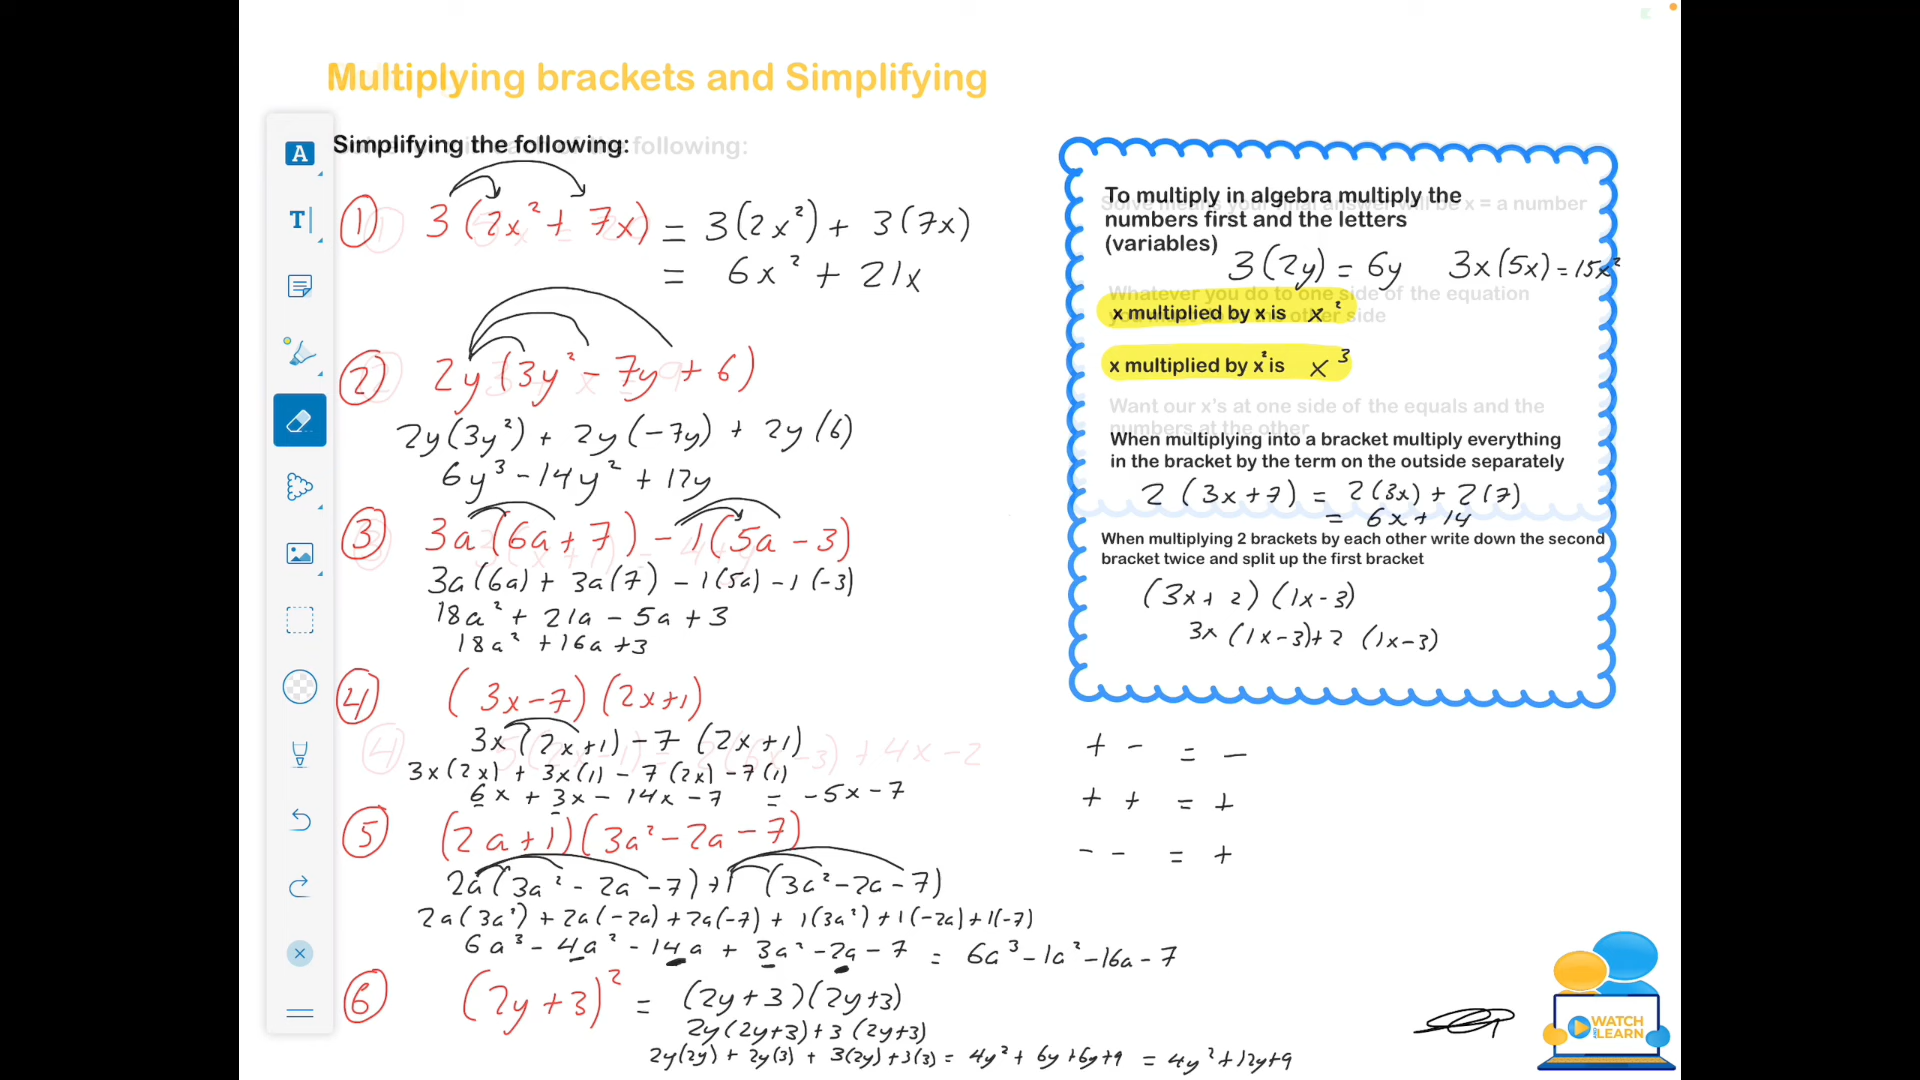 Multiplying brackets and Simplifying
Simplifying the following:
① 3(2x² + 7x) = 3(2x²) + 3(7x)
= 6x² + 21x
② 2y(3y² - 7y + 6)
2y(3y²) + 2y(-7y) + 2y(6)
6y³ - 14y² + 12y
③ 3a(6a + 7) - 1(5a - 3)
3a(6a) + 3a(7) - 1(5a) - 1(-3)
18a² + 21a - 5a + 3
18a² + 16a + 3
④ (3x - 7)(2x + 1)
3x(2x + 1) - 7(2x + 1)
3x(2x) + 3x(1) - 7(2x) - 7(1)
6x + 3x - 14x - 7 = -5x - 7
⑤ (2a + 1)(3a² - 2a - 7)
2a(3a² - 2a - 7) + 1(3a² - 2a - 7)
2a(3a²) + 2a(-2a) + 2a(-7) + 1(3a²) + 1(-2a) + 1(-7)
6a³ - 4a² - 14a + 3a² - 2a - 7 = 6a³ - 1a² - 16a - 7
⑥ (2y + 3)² = (2y + 3)(2y + 3)
2y(2y + 3) + 3(2y + 3)
2y(2y) + 2y(3) + 3(2y) + 3(3) = 4y² + 6y + 6y + 9 = 4y² + 12y + 9
To multiply in algebra multiply the
numbers first and the letters
(variables)
3(2y) = 6y 3x(5x) = 15x²
x multiplied by x is x²
x multiplied by x² is x³
When multiplying into a bracket multiply everything
in the bracket by the term on the outside separately
2(3x + 7) = 2(3x) + 2(7)
= 6x + 14
When multiplying 2 brackets by each other write down the second
bracket twice and split up the first bracket
(3x + 2)(1x - 3)
3x(1x - 3) + 2(1x - 3)
+ - = -
+ + = +
- - = +
WATCH
LEARN